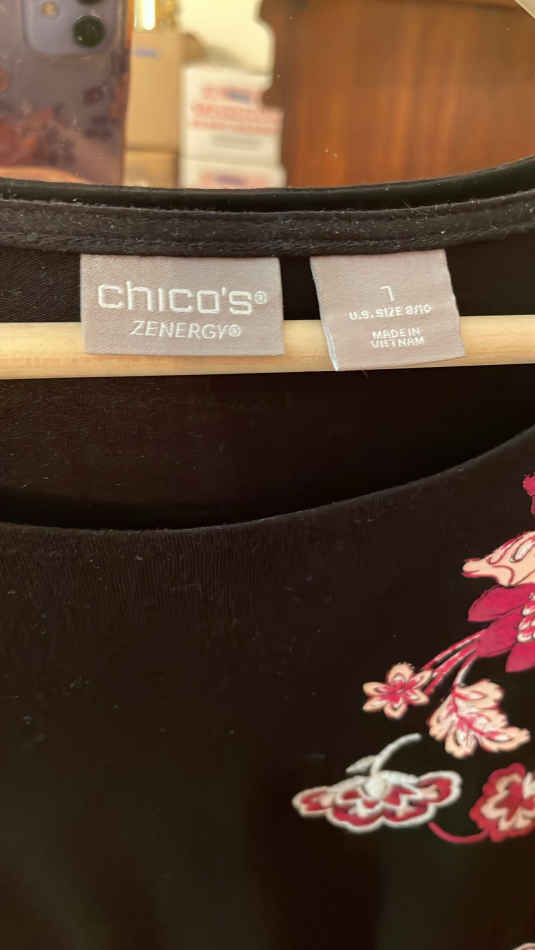 chico's®
ZENERGY®
1
U.S. SIZE 8/10
MADE IN
VIETNAM